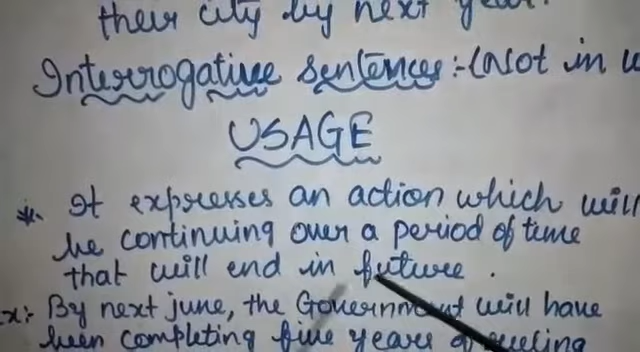 their city by next year.
Interrogative sentences :- (Not in u
USAGE
*. It expresses an action which will
be continuing over a period of time
that will end in future .
x:- By next june, the Government will have
been completing five years of ruling